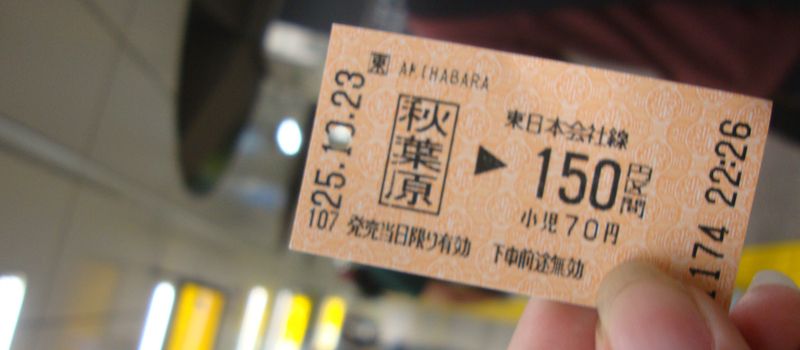 東 AKIHABARA
25.10.23
秋葉原
▶
東日本会社線
150円区間
小児70円
107 発売当日限り有効 下車前途無効
174 22:26